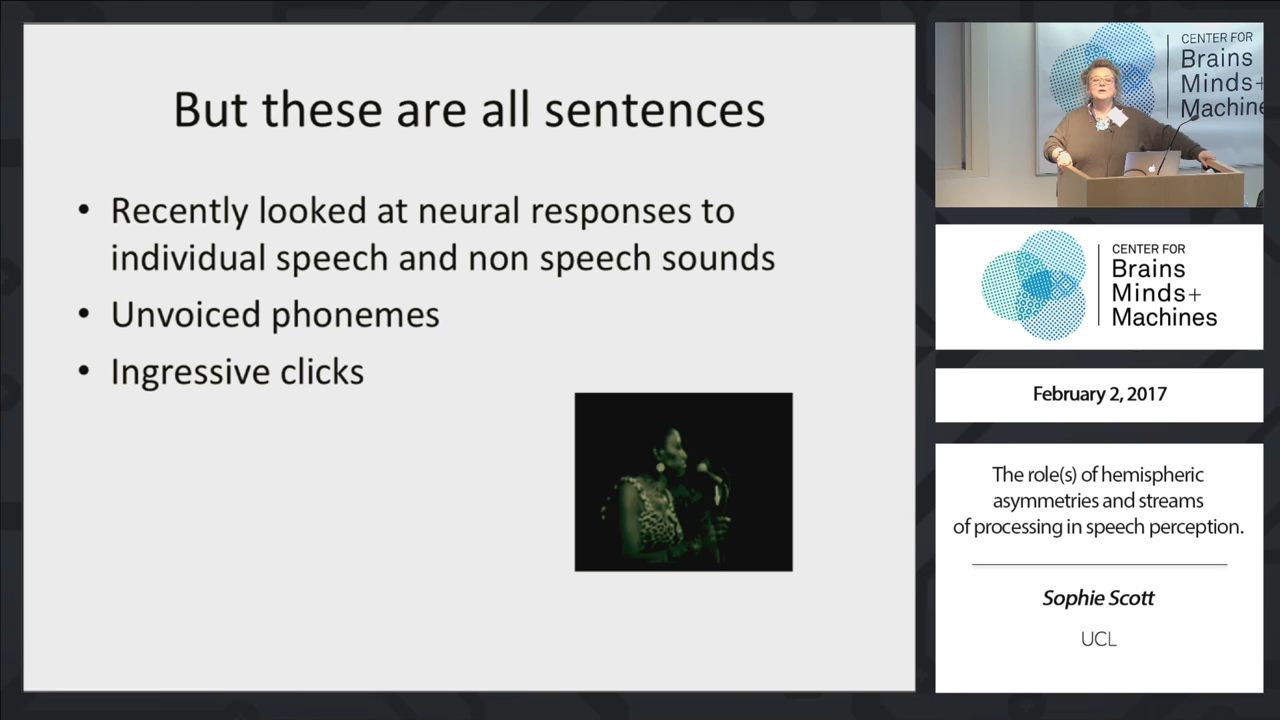 But these are all sentences
• Recently looked at neural responses to
individual speech and non speech sounds
• Unvoiced phonemes
• Ingressive clicks
CENTER FOR
Brains
Minds+
Machine
CENTER FOR
Brains
Minds+
Machines
February 2, 2017
The role(s) of hemispheric
asymmetries and streams
of processing in speech perception.
Sophie Scott
UCL